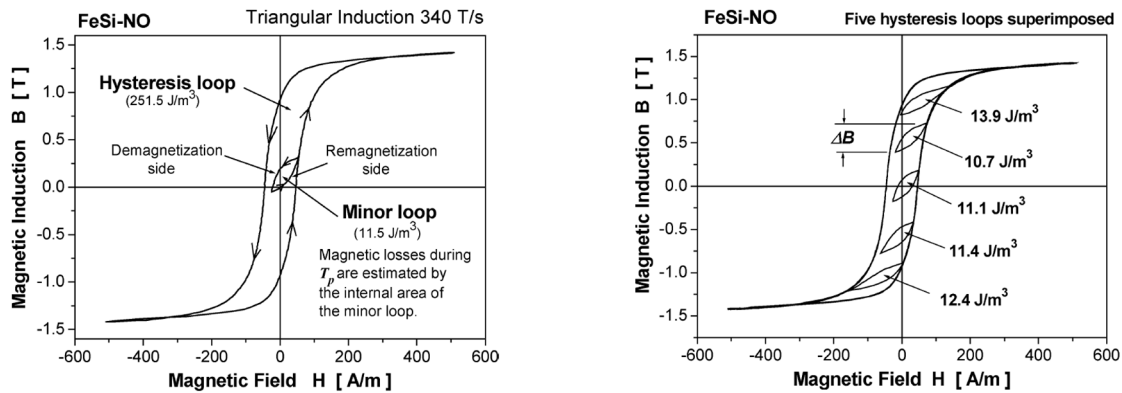 FeSi-NO
Triangular Induction 340 T/s
Magnetic Induction B [ T ]
1.5
1.0
0.5
0.0
-0.5
-1.0
-1.5
Hysteresis loop
(251.5 J/m³)
Demagnetization
side
Remagnetization
side
Minor loop
(11.5 J/m³)
Magnetic losses during
Tp are estimated by
the internal area of
the minor loop.
-600 -400 -200 0 200 400 600
Magnetic Field H [ A/m ]
FeSi-NO
Five hysteresis loops superimposed
Magnetic Induction B [ T ]
1.5
1.0
0.5
0.0
-0.5
-1.0
-1.5
ΔB
13.9 J/m³
10.7 J/m³
11.1 J/m³
11.4 J/m³
12.4 J/m³
-600 -400 -200 0 200 400 600
Magnetic Field H [ A/m ]